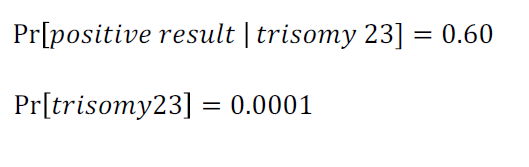 Pr[positive result | trisomy 23] = 0.60
Pr[trisomy23] = 0.0001